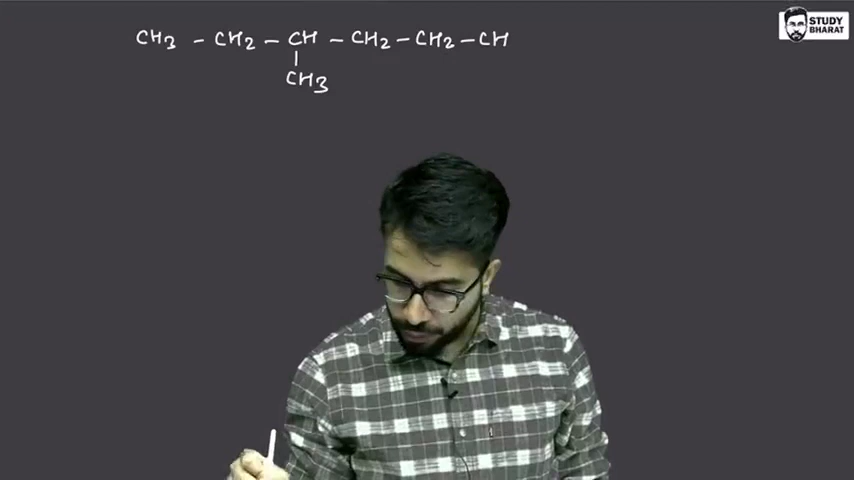 CH3 - CH2 - CH - CH2 - CH2 - CH
|
CH3
STUDY
BHARAT